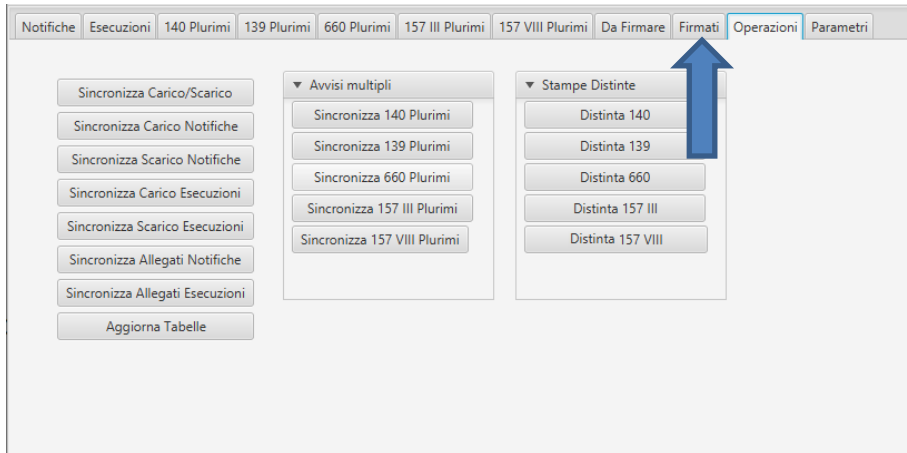 Notifiche Esecuzioni 140 Plurimi 139 Plurimi 660 Plurimi 157 III Plurimi 157 VIII Plurimi Da Firmare Firmati Operazioni Parametri
Sincronizza Carico/Scarico
Sincronizza Carico Notifiche
Sincronizza Scarico Notifiche
Sincronizza Carico Esecuzioni
Sincronizza Scarico Esecuzioni
Sincronizza Allegati Notifiche
Sincronizza Allegati Esecuzioni
Aggiorna Tabelle
Avvisi multipli
Sincronizza 140 Plurimi
Sincronizza 139 Plurimi
Sincronizza 660 Plurimi
Sincronizza 157 III Plurimi
Sincronizza 157 VIII Plurimi
Stampe Distinte
Distinta 140
Distinta 139
Distinta 660
Distinta 157 III
Distinta 157 VIII